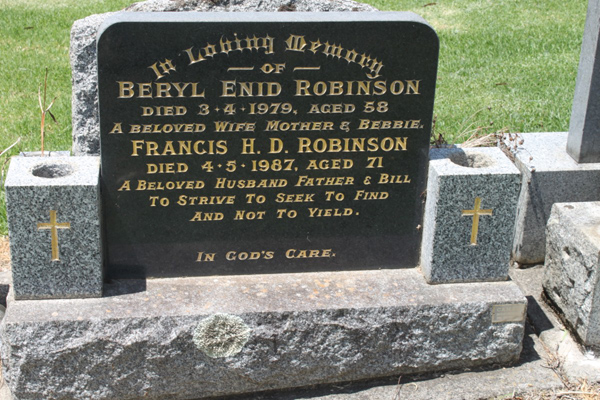 In Loving Memory
— OF —
BERYL ENID ROBINSON
DIED 3·4·1979, AGED 58
A BELOVED WIFE MOTHER & BEBBIE.
FRANCIS H. D. ROBINSON
DIED 4·5·1987, AGED 71
A BELOVED HUSBAND FATHER & BILL
TO STRIVE TO SEEK TO FIND
AND NOT TO YIELD.
IN GOD'S CARE.